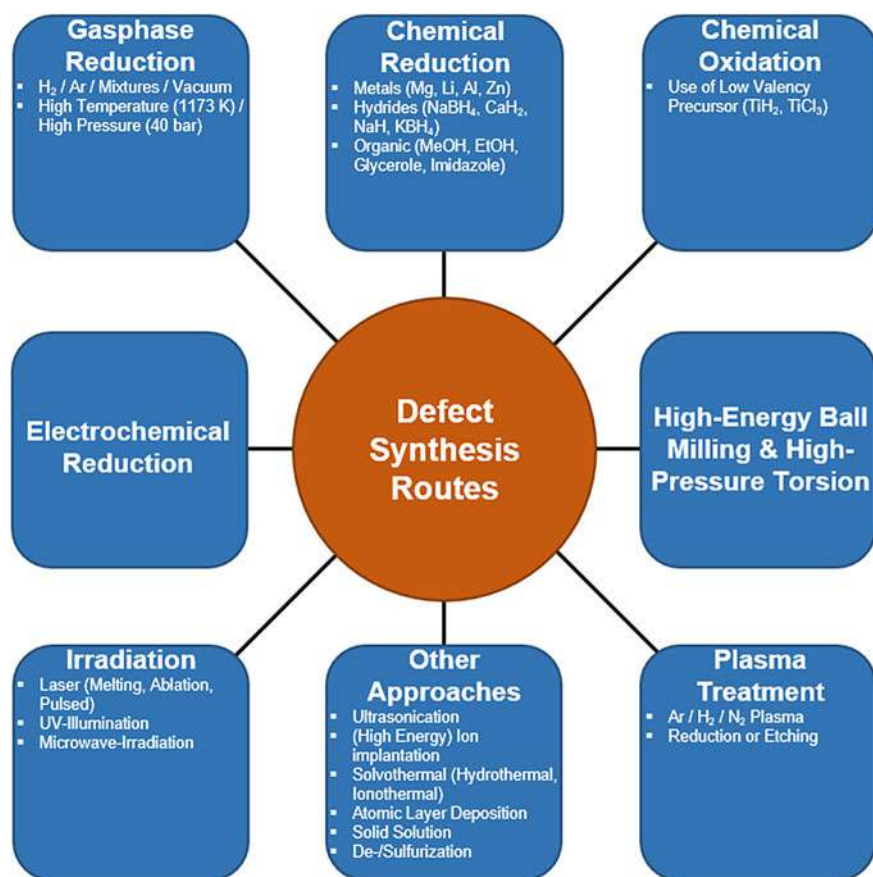 Gasphase
Reduction
▪ H₂ / Ar / Mixtures / Vacuum
▪ High Temperature (1173 K) /
High Pressure (40 bar)
Chemical
Reduction
▪ Metals (Mg, Li, Al, Zn)
▪ Hydrides (NaBH₄, CaH₂,
NaH, KBH₄)
▪ Organic (MeOH, EtOH,
Glycerole, Imidazole)
Chemical
Oxidation
▪ Use of Low Valency
Precursor (TiH₂, TiCl₃)
Electrochemical
Reduction
Defect
Synthesis
Routes
High-Energy Ball
Milling & High-
Pressure Torsion
Irradiation
▪ Laser (Melting, Ablation,
Pulsed)
▪ UV-Illumination
▪ Microwave-Irradiation
Other
Approaches
▪ Ultrasonication
▪ (High Energy) Ion
implantation
▪ Solvothermal (Hydrothermal,
Ionothermal)
▪ Atomic Layer Deposition
▪ Solid Solution
▪ De-/Sulfurization
Plasma
Treatment
▪ Ar / H₂ / N₂ Plasma
▪ Reduction or Etching